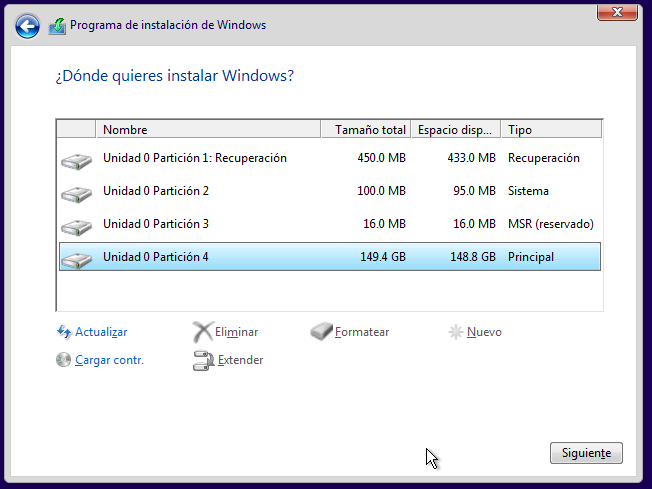 Programa de instalación de Windows
¿Dónde quieres instalar Windows?
Nombre Tamaño total Espacio disp... Tipo
Unidad 0 Partición 1: Recuperación 450.0 MB 433.0 MB Recuperación
Unidad 0 Partición 2 100.0 MB 95.0 MB Sistema
Unidad 0 Partición 3 16.0 MB 16.0 MB MSR (reservado)
Unidad 0 Partición 4 149.4 GB 148.8 GB Principal
Actualizar Eliminar Formatear Nuevo
Cargar contr. Extender
Siguiente